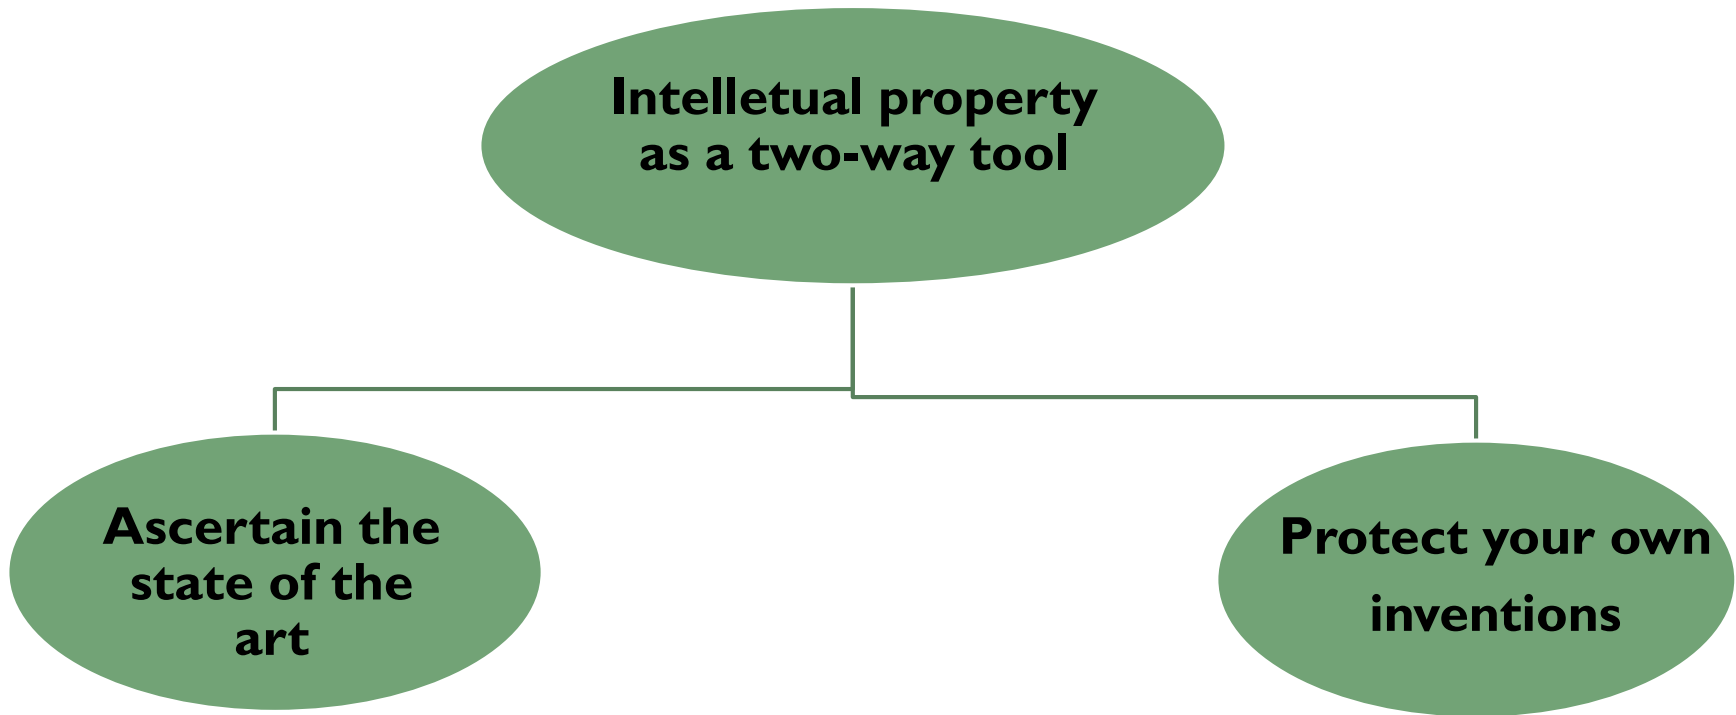 Intelletual property
as a two-way tool
Ascertain the
state of the
art
Protect your own
inventions